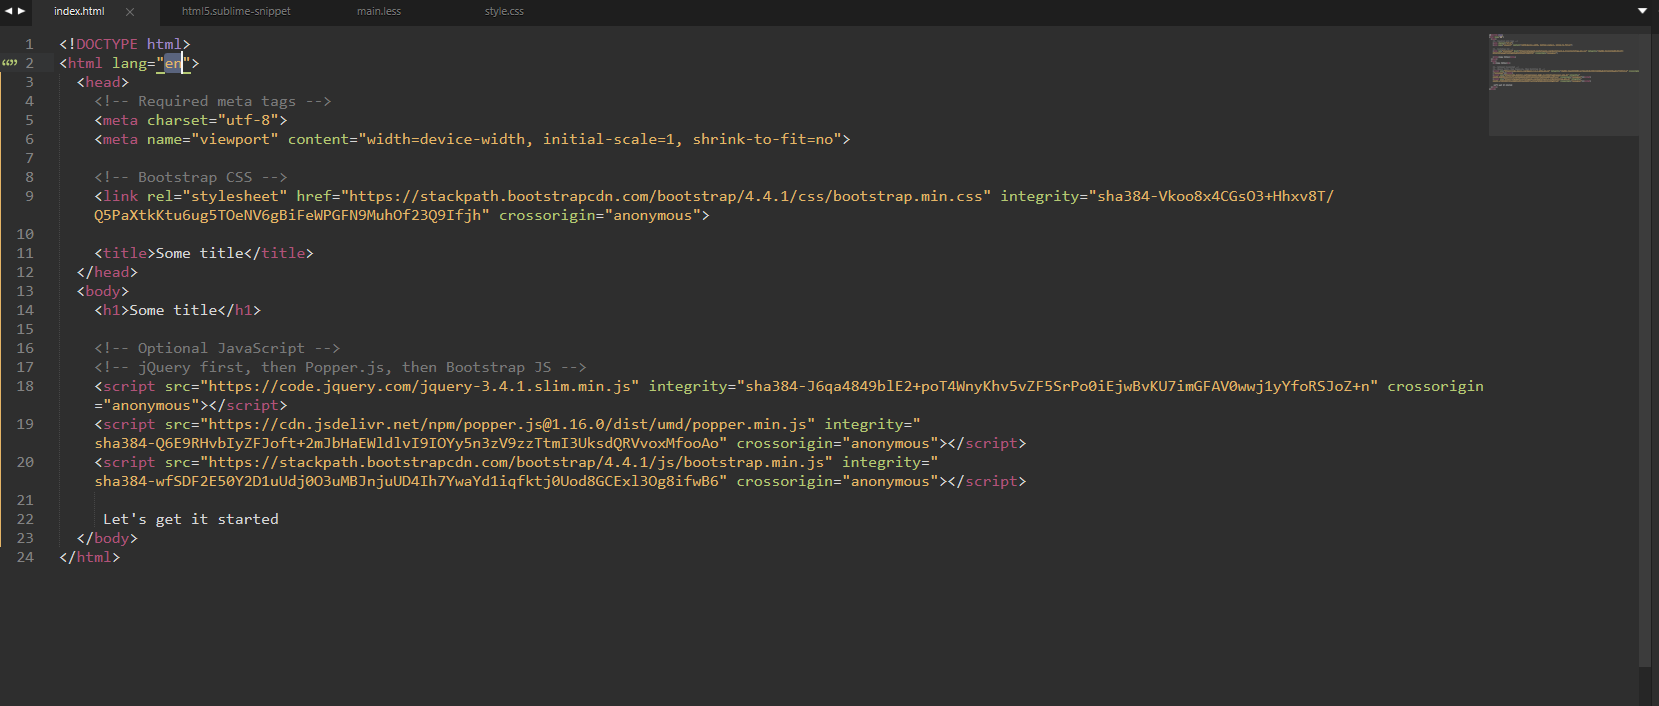 index.html
html5.sublime-snippet
main.less
style.css
1 <!DOCTYPE html>
2 <html lang="en">
3 <head>
4 <!-- Required meta tags -->
5 <meta charset="utf-8">
6 <meta name="viewport" content="width=device-width, initial-scale=1, shrink-to-fit=no">
7
8 <!-- Bootstrap CSS -->
9 <link rel="stylesheet" href="https://stackpath.bootstrapcdn.com/bootstrap/4.4.1/css/bootstrap.min.css" integrity="sha384-Vkoo8x4CGsO3+Hhxv8T/
Q5PaXtkKtu6ug5TOeNV6gBiFeWPGFN9MuhOf23Q9Ifjh" crossorigin="anonymous">
10
11 <title>Some title</title>
12 </head>
13 <body>
14 <h1>Some title</h1>
15
16 <!-- Optional JavaScript -->
17 <!-- jQuery first, then Popper.js, then Bootstrap JS -->
18 <script src="https://code.jquery.com/jquery-3.4.1.slim.min.js" integrity="sha384-J6qa4849blE2+poT4WnyKhv5vZF5SrPo0iEjwBvKU7imGFAV0wwj1yYfoRSJoZ+n" crossorigin
="anonymous"></script>
19 <script src="https://cdn.jsdelivr.net/npm/popper.js@1.16.0/dist/umd/popper.min.js" integrity="
sha384-Q6E9RHvbIyZFJoft+2mJbHaEWldlvI9IOYy5n3zV9zzTtmI3UksdQRVvoxMfooAo" crossorigin="anonymous"></script>
20 <script src="https://stackpath.bootstrapcdn.com/bootstrap/4.4.1/js/bootstrap.min.js" integrity="
sha384-wfSDF2E50Y2D1uUdj0O3uMBJnjuUD4Ih7YwaYd1iqfktj0Uod8GCExl3Og8ifwB6" crossorigin="anonymous"></script>
21
22 Let's get it started
23 </body>
24 </html>